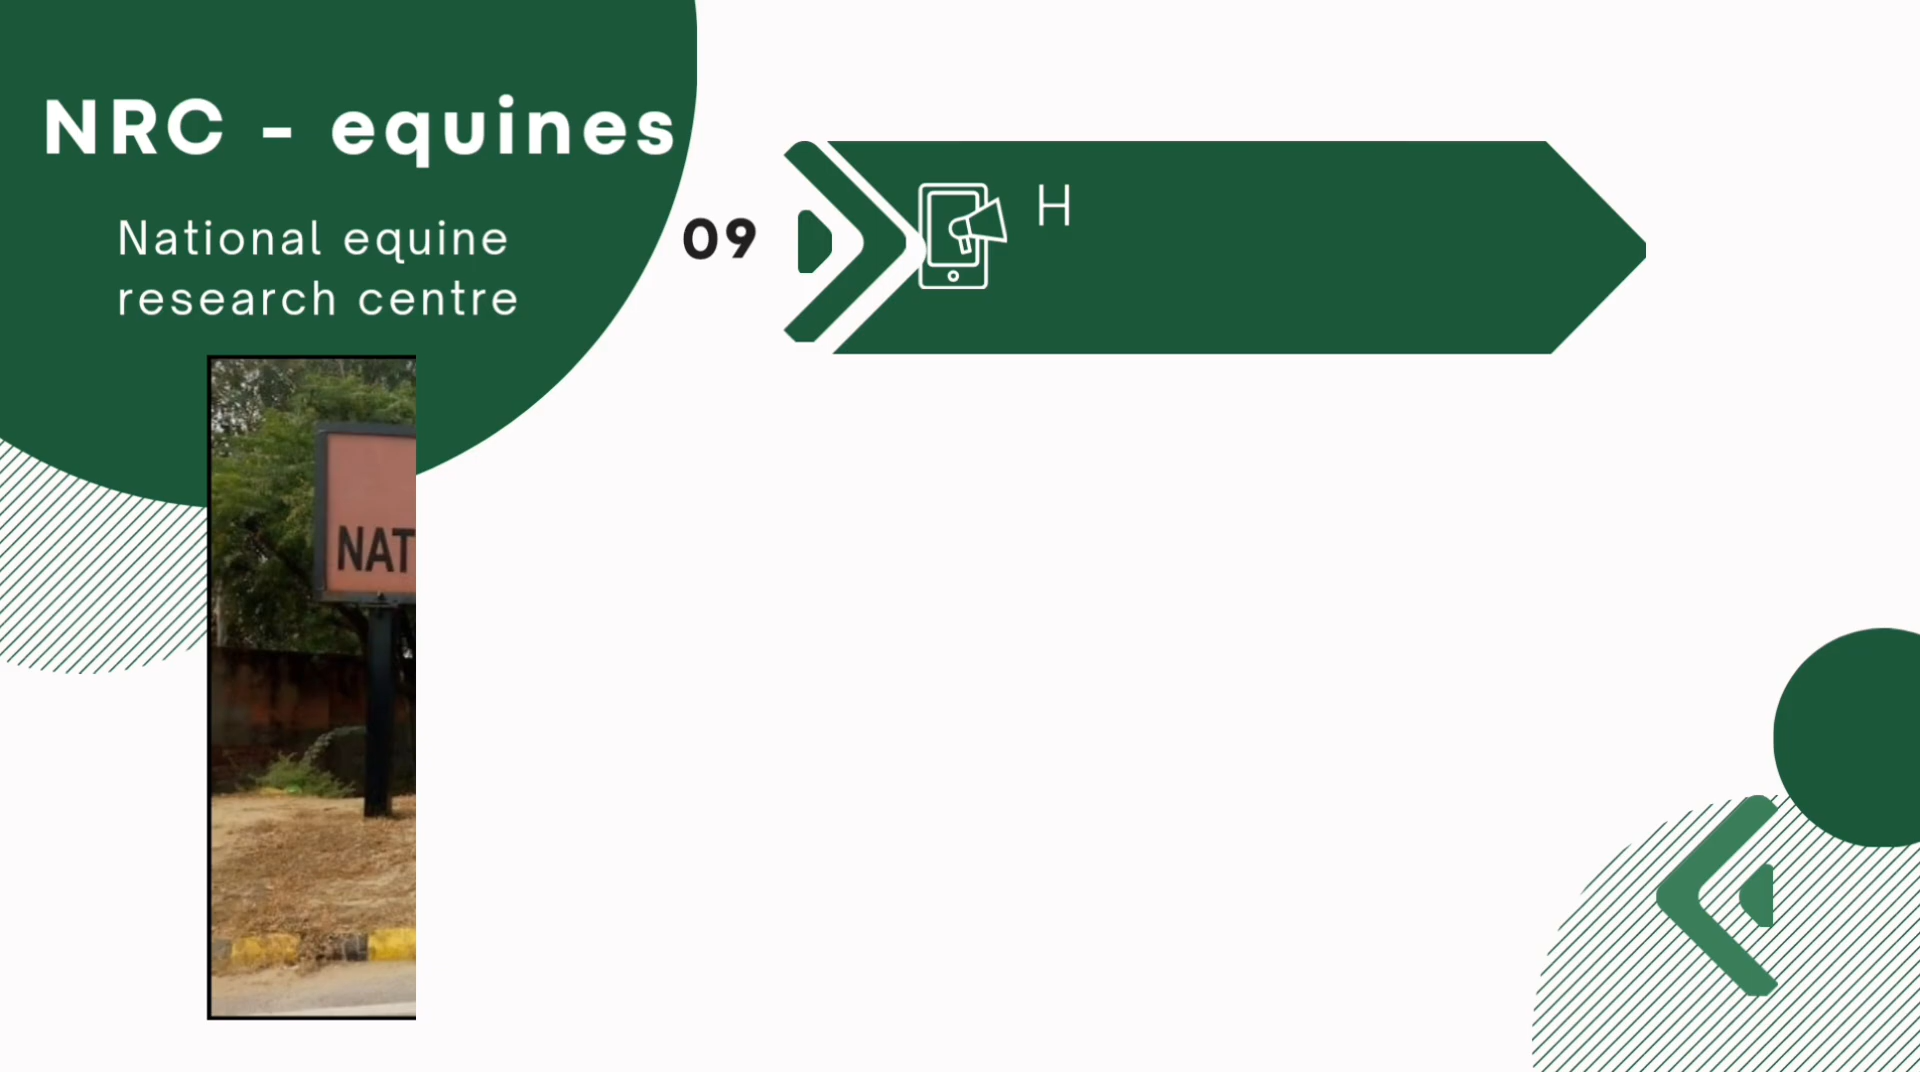 NRC - equines
National equine
research centre
09
H
NAT